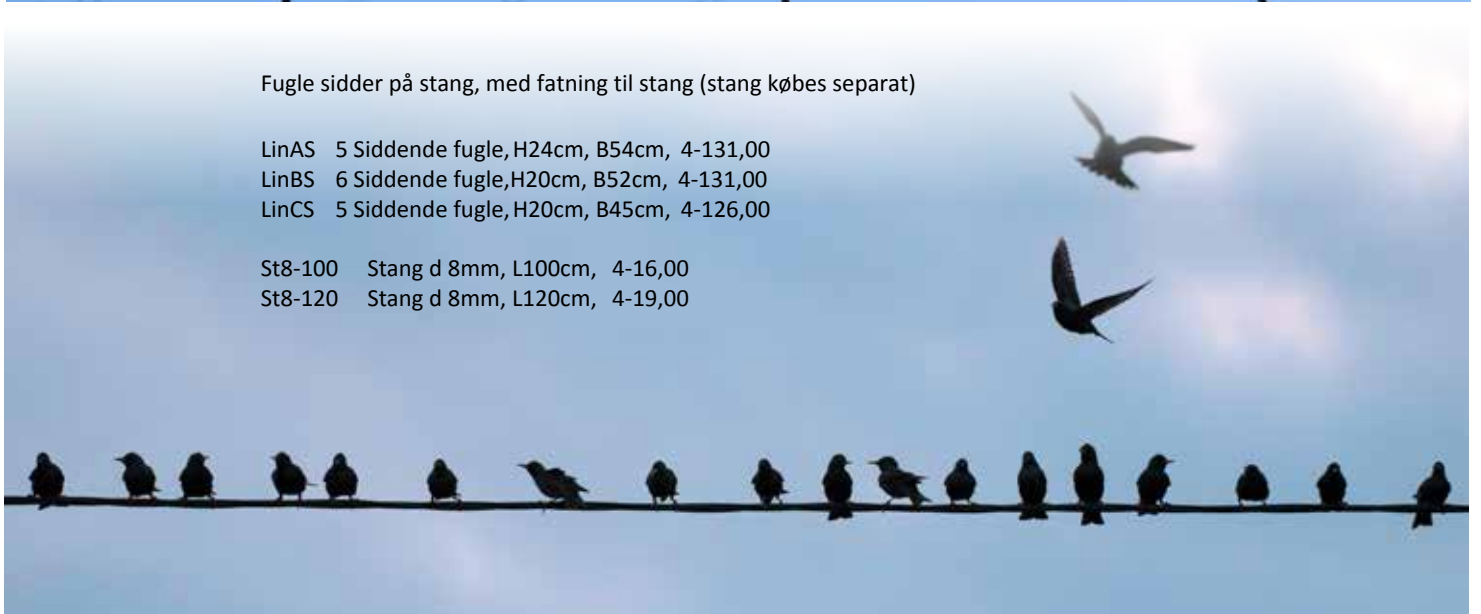 Fugle sidder på stang, med fatning til stang (stang købes separat)
LinAS 5 Siddende fugle, H24cm, B54cm, 4-131,00
LinBS 6 Siddende fugle,H20cm, B52cm, 4-131,00
LinCS 5 Siddende fugle, H20cm, B45cm, 4-126,00
St8-100 Stang d 8mm, L100cm, 4-16,00
St8-120 Stang d 8mm, L120cm, 4-19,00